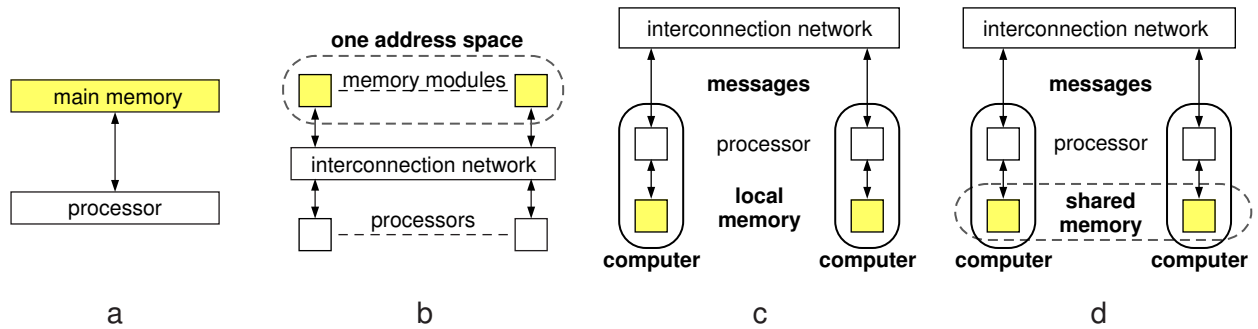 main memory
processor
a
one address space
memory modules
interconnection network
processors
b
interconnection network
messages
processor
local
memory
computer
computer
c
interconnection network
messages
processor
shared
memory
computer
computer
d